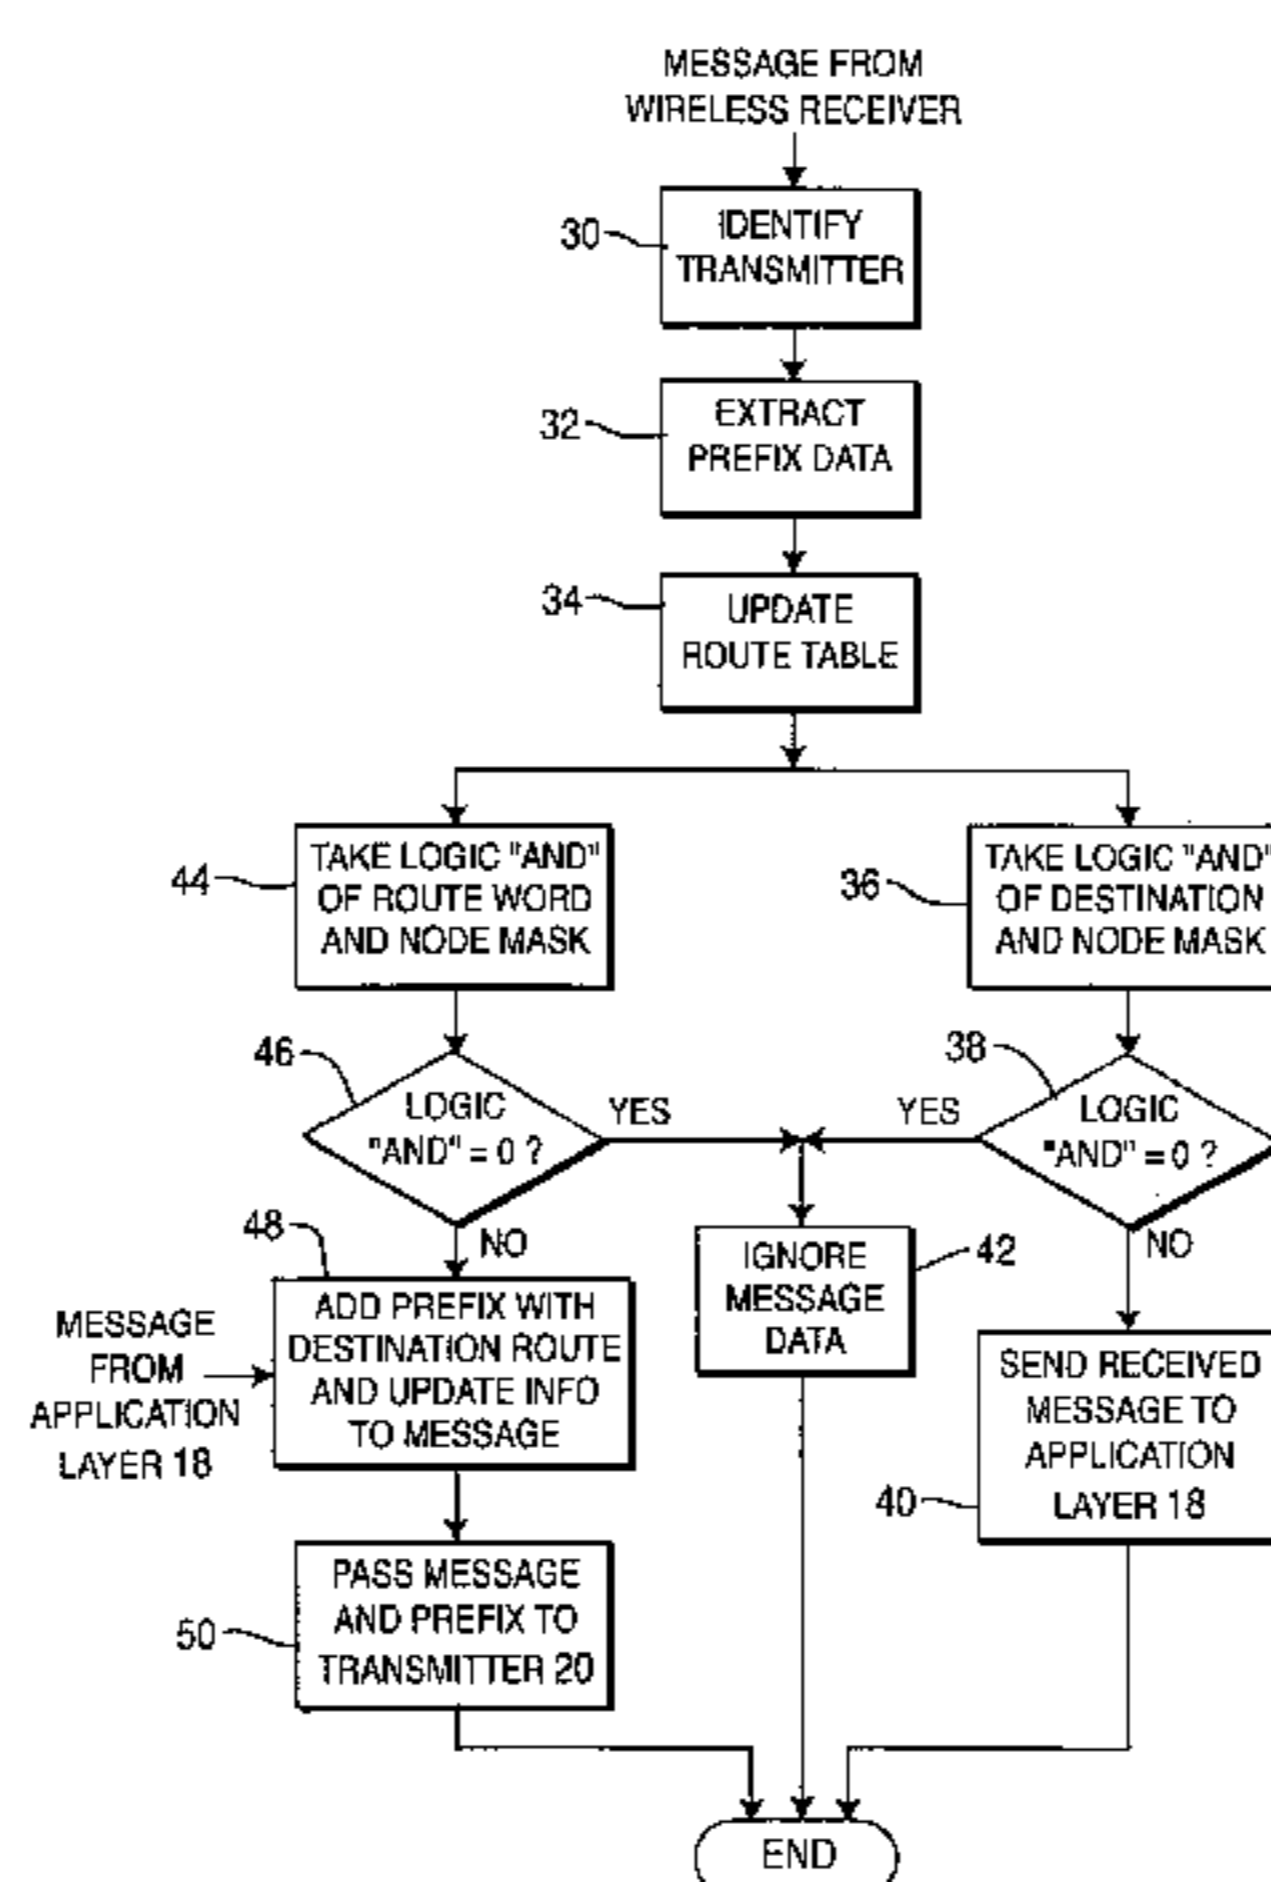 MESSAGE FROM
WIRELESS RECEIVER
30
IDENTIFY
TRANSMITTER
32
EXTRACT
PREFIX DATA
34
UPDATE
ROUTE TABLE
44
TAKE LOGIC "AND"
OF ROUTE WORD
AND NODE MASK
36
TAKE LOGIC "AND"
OF DESTINATION
AND NODE MASK
46
LOGIC
"AND" = 0 ?
YES
NO
38
LOGIC
"AND" = 0 ?
YES
NO
48
ADD PREFIX WITH
DESTINATION ROUTE
AND UPDATE INFO
TO MESSAGE
MESSAGE
FROM
APPLICATION
LAYER 18
IGNORE
MESSAGE
DATA
42
SEND RECEIVED
MESSAGE TO
APPLICATION
LAYER 18
40
50
PASS MESSAGE
AND PREFIX TO
TRANSMITTER 20
END